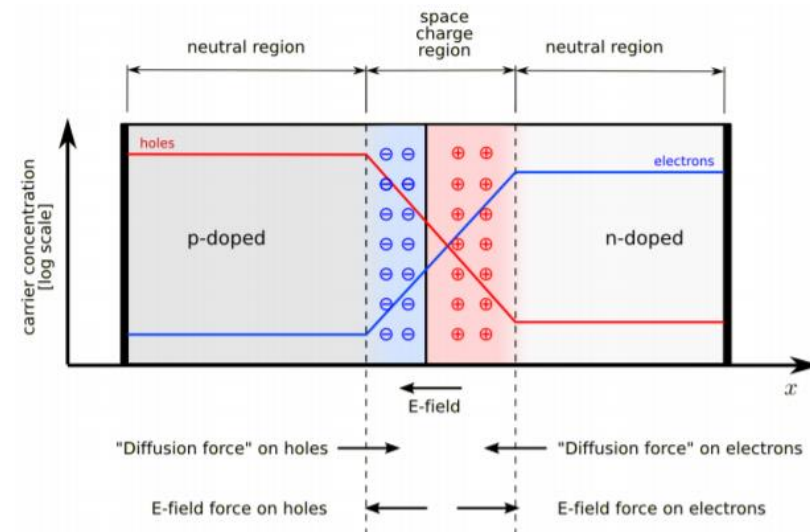 space
charge
region
neutral region
neutral region
holes
electrons
carrier concentration
[log scale]
p-doped
n-doped
x
E-field
"Diffusion force" on holes
"Diffusion force" on electrons
E-field force on holes
E-field force on electrons